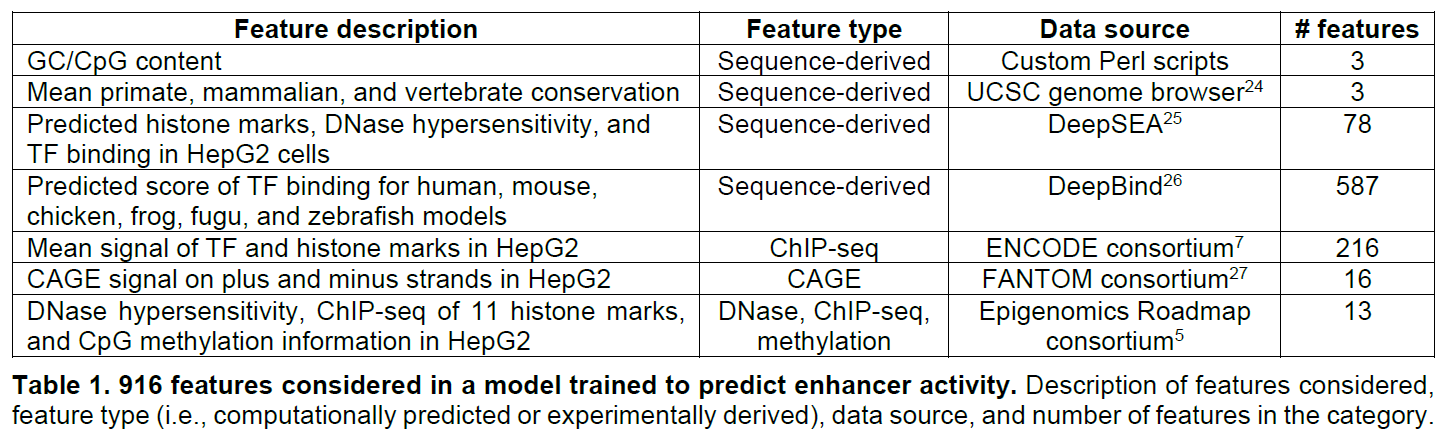 Feature description Feature type Data source # features
GC/CpG content Sequence-derived Custom Perl scripts 3
Mean primate, mammalian, and vertebrate conservation Sequence-derived UCSC genome browser24 3
Predicted histone marks, DNase hypersensitivity, and Sequence-derived DeepSEA25 78
TF binding in HepG2 cells
Predicted score of TF binding for human, mouse, Sequence-derived DeepBind26 587
chicken, frog, fugu, and zebrafish models
Mean signal of TF and histone marks in HepG2 ChIP-seq ENCODE consortium7 216
CAGE signal on plus and minus strands in HepG2 CAGE FANTOM consortium27 16
DNase hypersensitivity, ChIP-seq of 11 histone marks, DNase, ChIP-seq, Epigenomics Roadmap 13
and CpG methylation information in HepG2 methylation consortium5
Table 1. 916 features considered in a model trained to predict enhancer activity. Description of features considered,
feature type (i.e., computationally predicted or experimentally derived), data source, and number of features in the category.